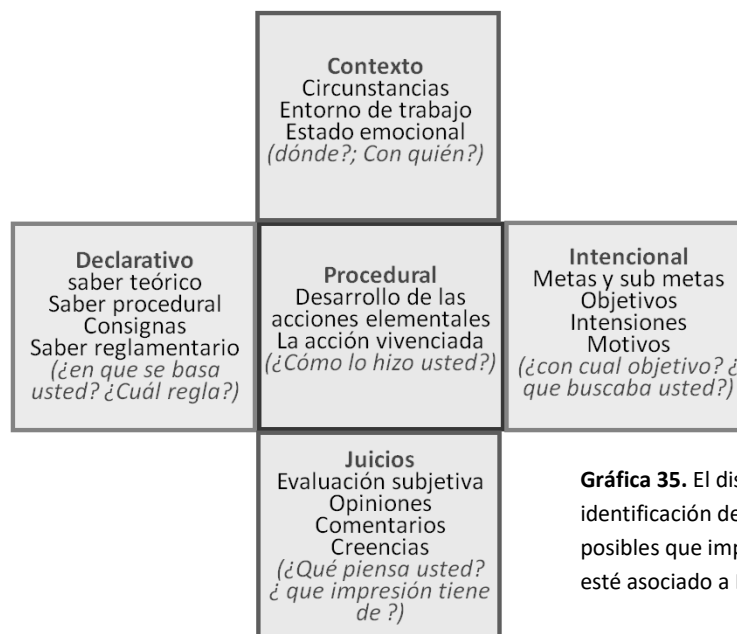 Contexto
Circunstancias
Entorno de trabajo
Estado emocional
(dónde?; Con quién?)
Declarativo
saber teórico
Saber procedural
Consignas
Saber reglamentario
(¿en que se basa
usted? ¿Cuál regla?)
Procedural
Desarrollo de las
acciones elementales
La acción vivenciada
(¿Cómo lo hizo usted?)
Intencional
Metas y sub metas
Objetivos
Intensiones
Motivos
(¿con cual objetivo? ¿
que buscaba usted?)
Juicios
Evaluación subjetiva
Opiniones
Comentarios
Creencias
(¿Qué piensa usted?
¿ que impresión tiene
de ?)
Gráfica 35. El
identificación
posibles que
esté asociado a